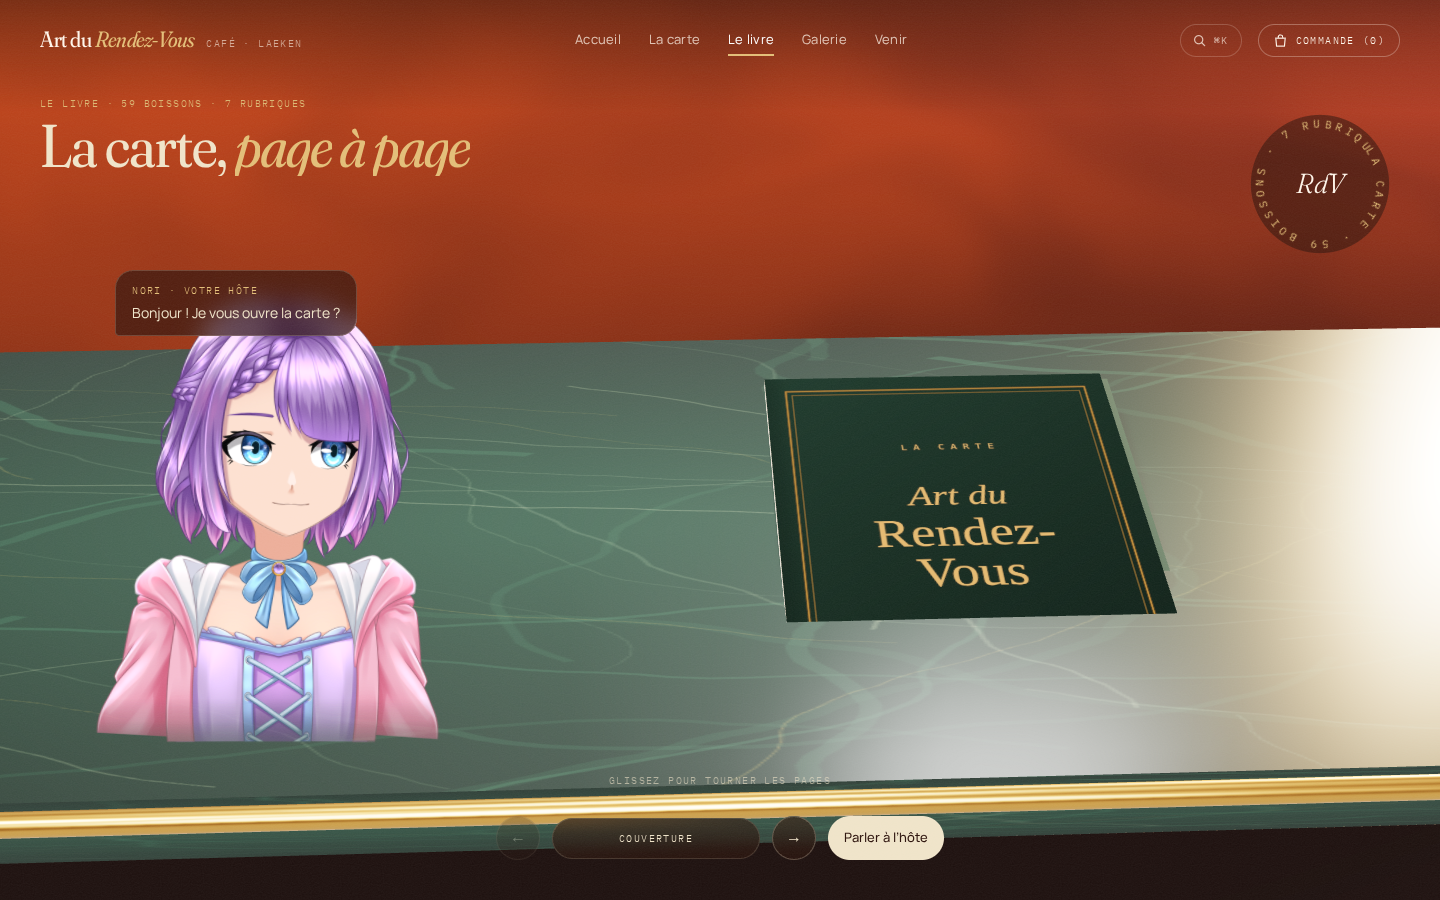 Art du Rendez-Vous CAFÉ · LAEKEN
Accueil
La carte
Le livre
Galerie
Venir
⌘K
COMMANDE (0)
LE LIVRE · 59 BOISSONS · 7 RUBRIQUES
La carte, page à page
LA CARTE · 59 BOISSONS · 7 RUBRIQU
RdV
NORI · VOTRE HÔTE
Bonjour ! Je vous ouvre la carte ?
LA CARTE
Art du
Rendez-
Vous
GLISSEZ POUR TOURNER LES PAGES
←
COUVERTURE
→
Parler à l'hôte